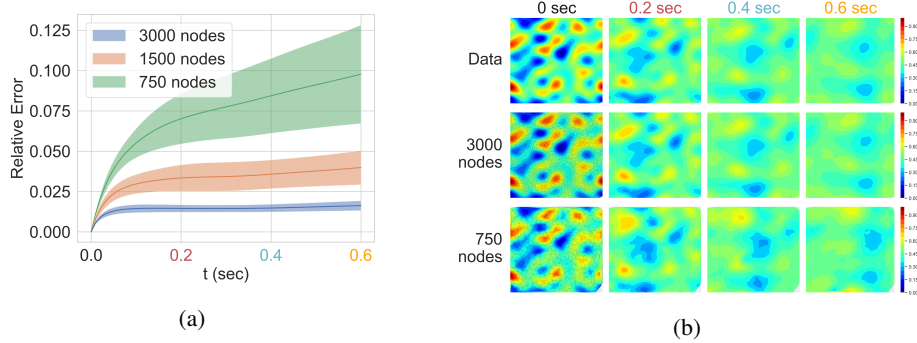 3000 nodes
1500 nodes
750 nodes
Relative Error
0.125
0.100
0.075
0.050
0.025
0.000
0.0 0.2 0.4 0.6
t (sec)
(a)
0 sec 0.2 sec 0.4 sec 0.6 sec
Data
3000
nodes
750
nodes
(b)